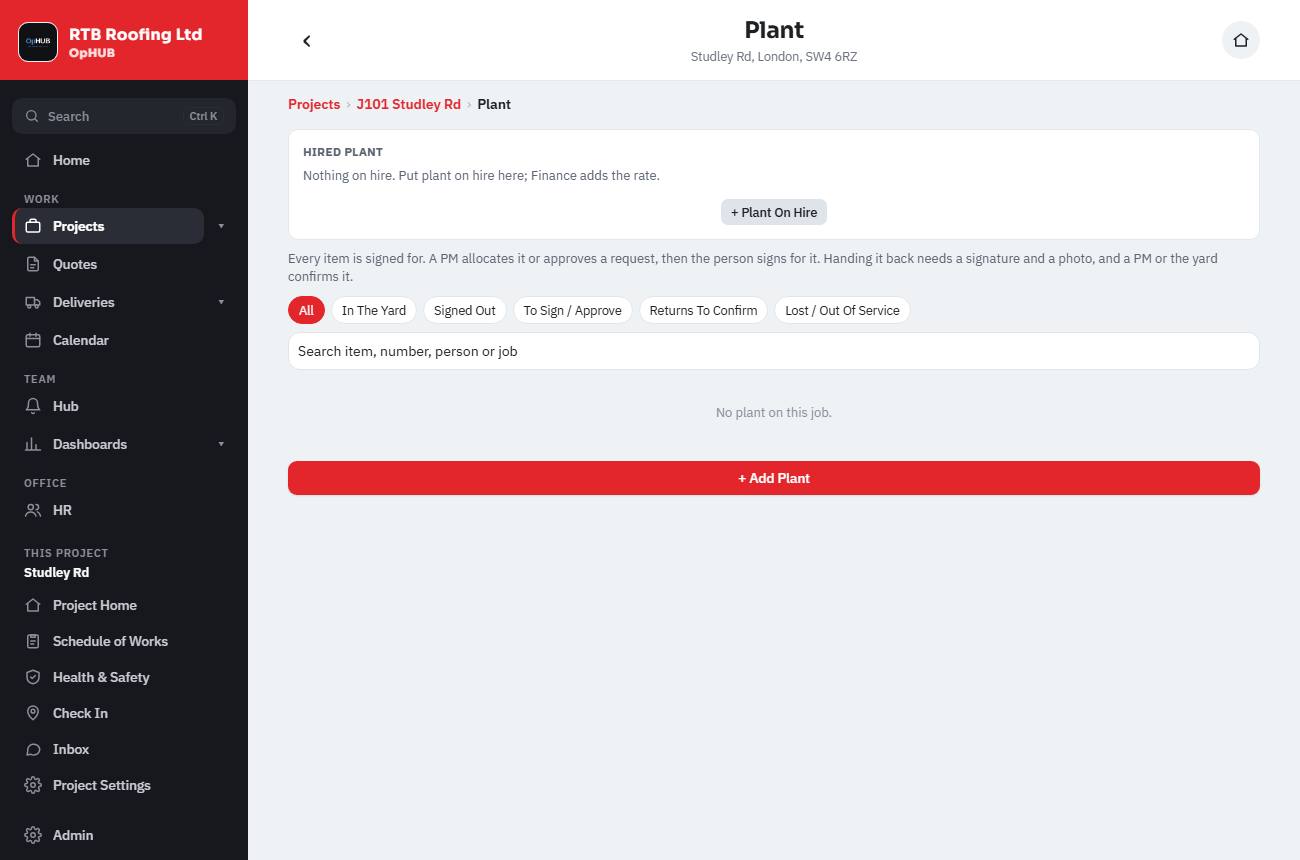 OpHUB
RTB Roofing Ltd
OpHUB
Search
Ctrl K
Home
WORK
Projects
Quotes
Deliveries
Calendar
TEAM
Hub
Dashboards
OFFICE
HR
THIS PROJECT
Studley Rd
Project Home
Schedule of Works
Health & Safety
Check In
Inbox
Project Settings
Admin
Plant
Studley Rd, London, SW4 6RZ
Projects › J101 Studley Rd › Plant
HIRED PLANT
Nothing on hire. Put plant on hire here; Finance adds the rate.
+ Plant On Hire
Every item is signed for. A PM allocates it or approves a request, then the person signs for it. Handing it back needs a signature and a photo, and a PM or the yard
confirms it.
All
In The Yard
Signed Out
To Sign / Approve
Returns To Confirm
Lost / Out Of Service
Search item, number, person or job
No plant on this job.
+ Add Plant